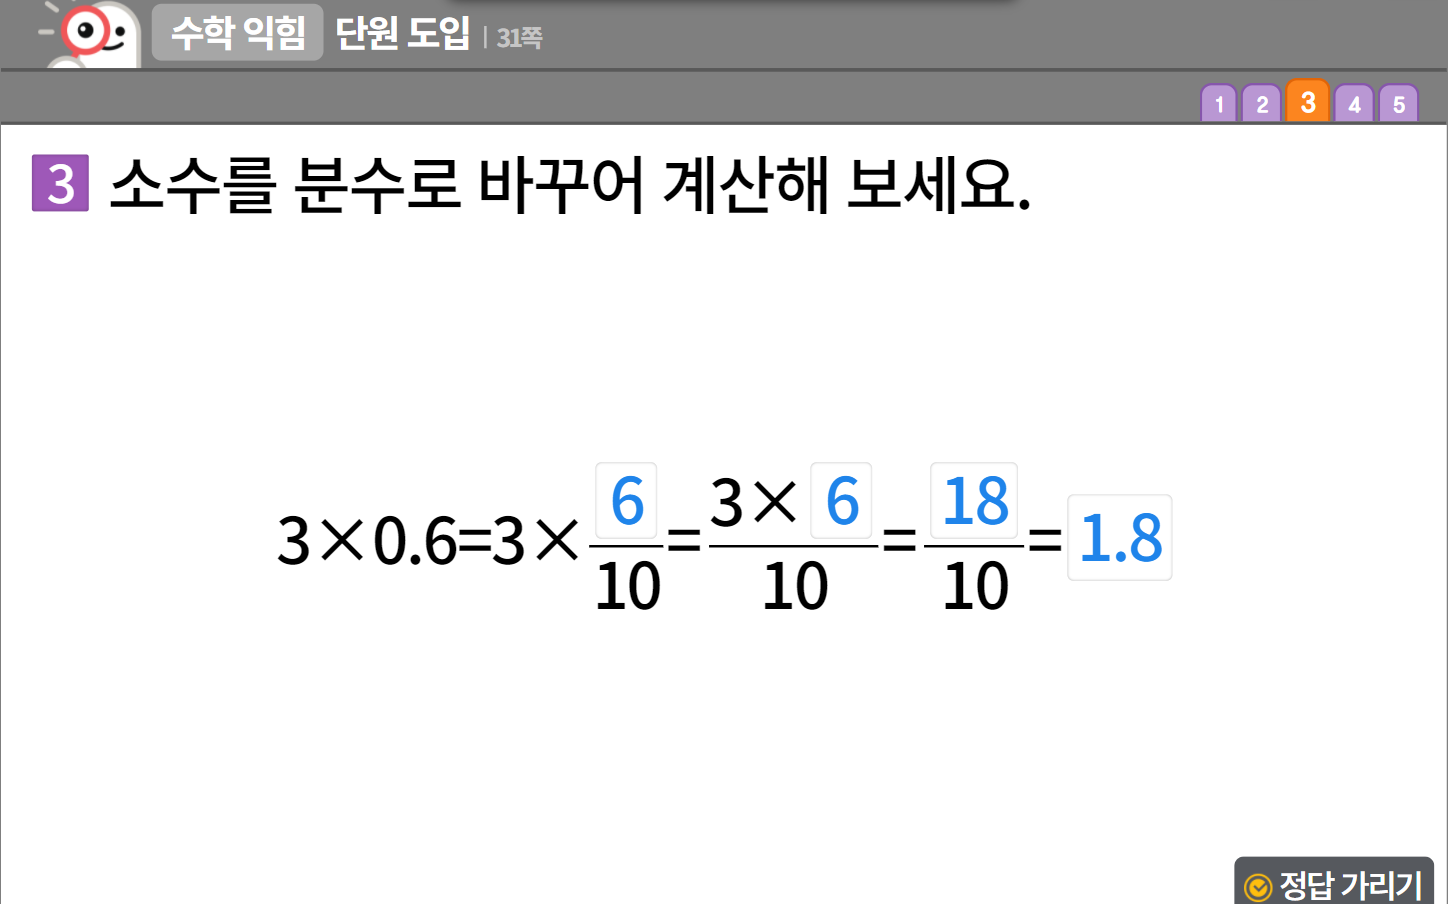 수학 익힘 단원 도입 | 31쪽
1 2 3 4 5
3 소수를 분수로 바꾸어 계산해 보세요.
3×0.6=3×6/10=3×6/10=18/10=1.8
정답 가리기